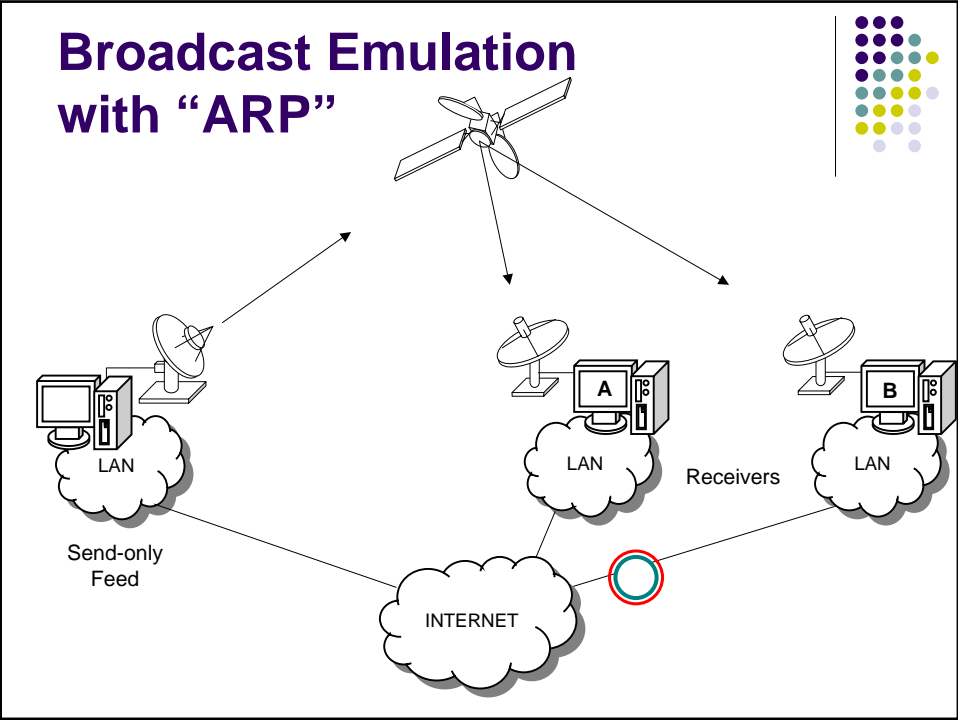 Broadcast Emulation
with “ARP”
A
B
LAN
LAN
Receivers
LAN
Send-only
Feed
INTERNET